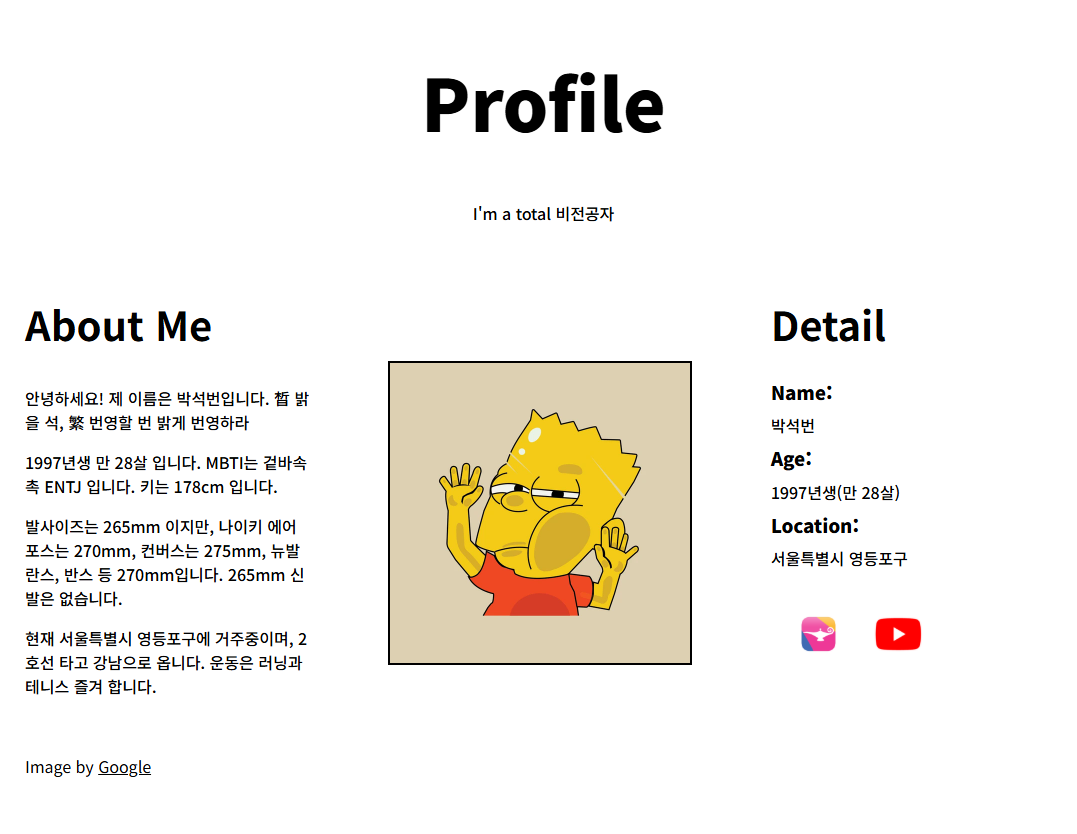 Profile
I'm a total 비전공자
About Me
안녕하세요! 제 이름은 박석번입니다. 晳 밝
을 석, 繁 번영할 번 밝게 번영하라
1997년생 만 28살 입니다. MBTI는 겉바속
촉 ENTJ 입니다. 키는 178cm 입니다.
발사이즈는 265mm 이지만, 나이키 에어
포스는 270mm, 컨버스는 275mm, 뉴발
란스, 반스 등 270mm입니다. 265mm 신
발은 없습니다.
현재 서울특별시 영등포구에 거주중이며, 2
호선 타고 강남으로 옵니다. 운동은 러닝과
테니스 즐겨 합니다.
Detail
Name:
박석번
Age:
1997년생(만 28살)
Location:
서울특별시 영등포구
Image by Google